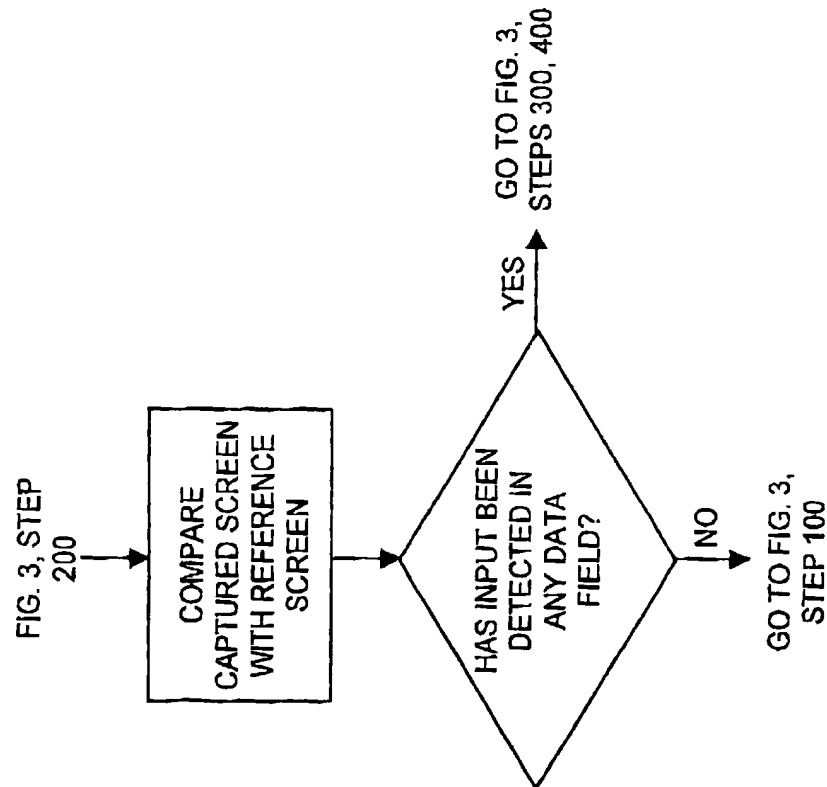 FIG. 3, STEP
200
COMPARE
CAPTURED SCREEN
WITH REFERENCE
SCREEN
HAS INPUT BEEN
DETECTED IN
ANY DATA
FIELD?
YES
GO TO FIG. 3,
STEPS 300, 400
NO
GO TO FIG. 3,
STEP 100